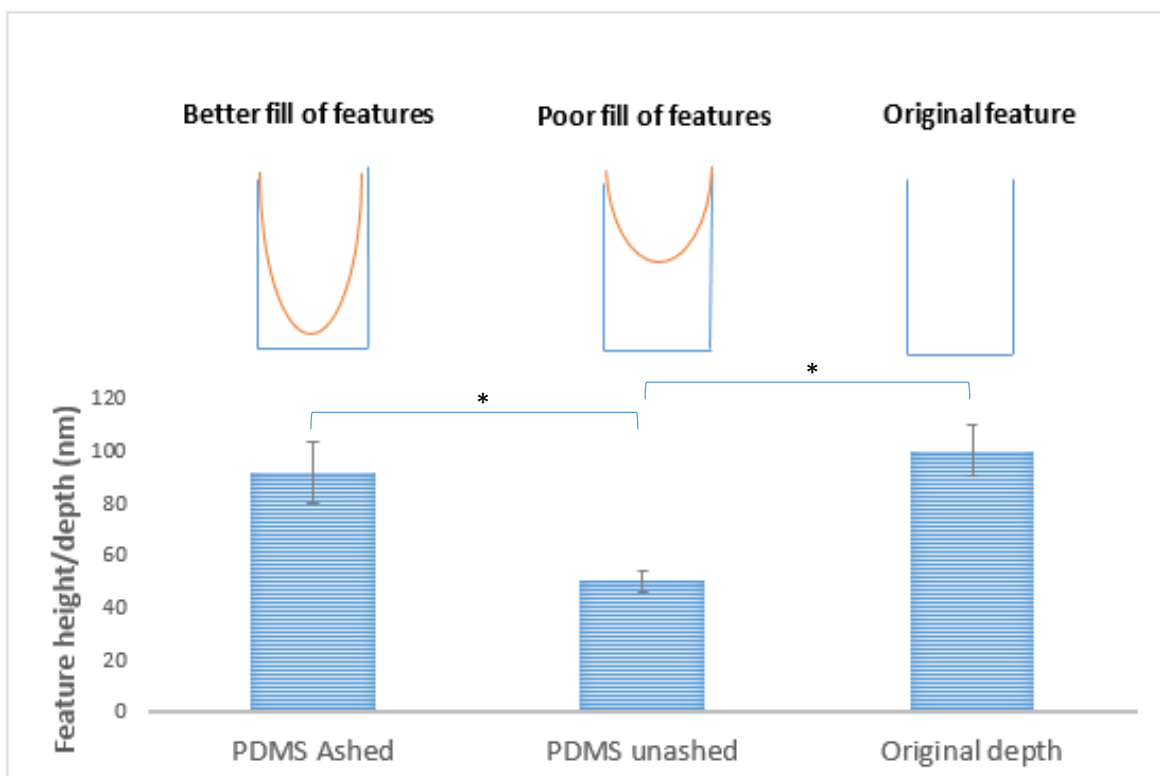 Better fill of features
Poor fill of features
Original feature
*
*
Feature height/depth (nm)
120
100
80
60
40
20
0
PDMS Ashed
PDMS unashed
Original depth